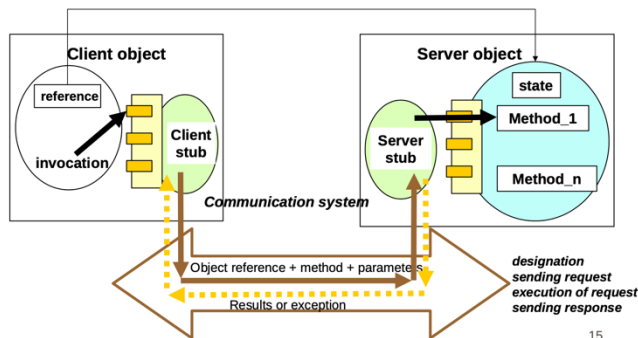 Client object
Server object
reference
state
Method_1
Client
stub
Server
stub
invocation
Method_n
Communication system
Object reference + method + parameters
Results or exception
designation
sending request
execution of request
sending response
15